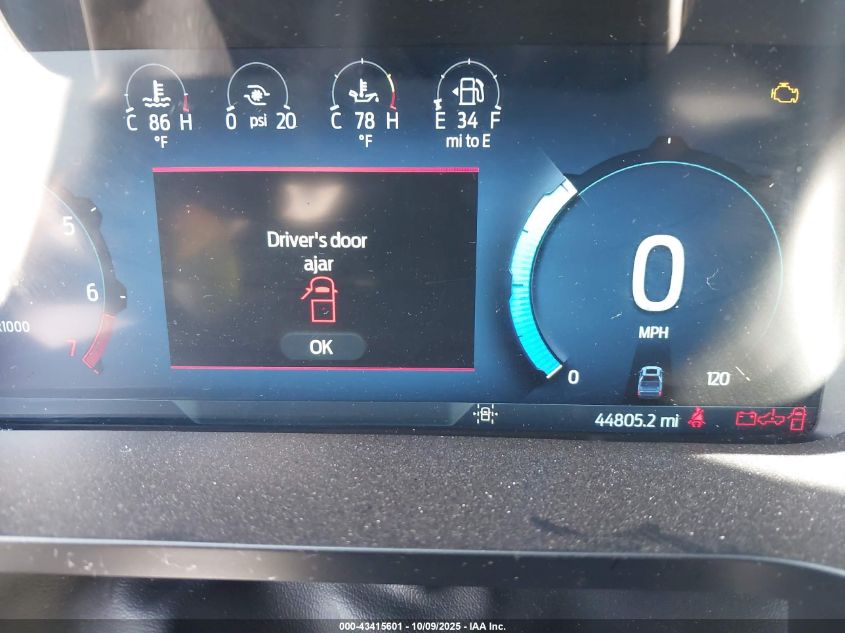 C 86 H
°F
0 psi 20
C 78 H
°F
E 34 F
mi to E
5
6
7
Driver's door
ajar
OK
0
MPH
0
120
44805.2 mi
000-43415601 - 10/09/2025 - IAA Inc.